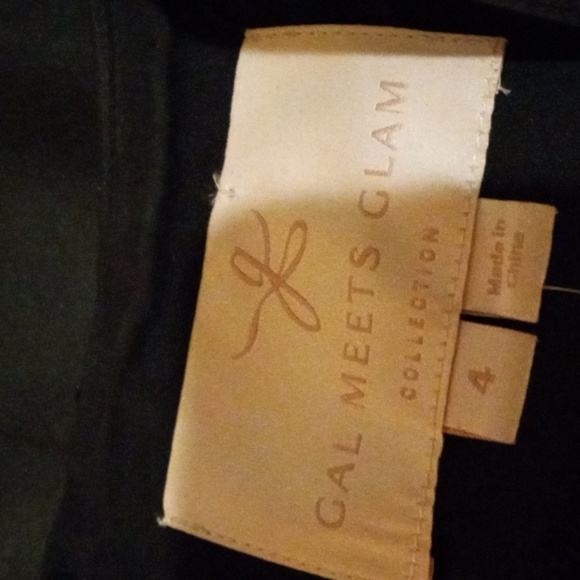 GAL MEETS GLAM
COLLECTION
4
Made in
China